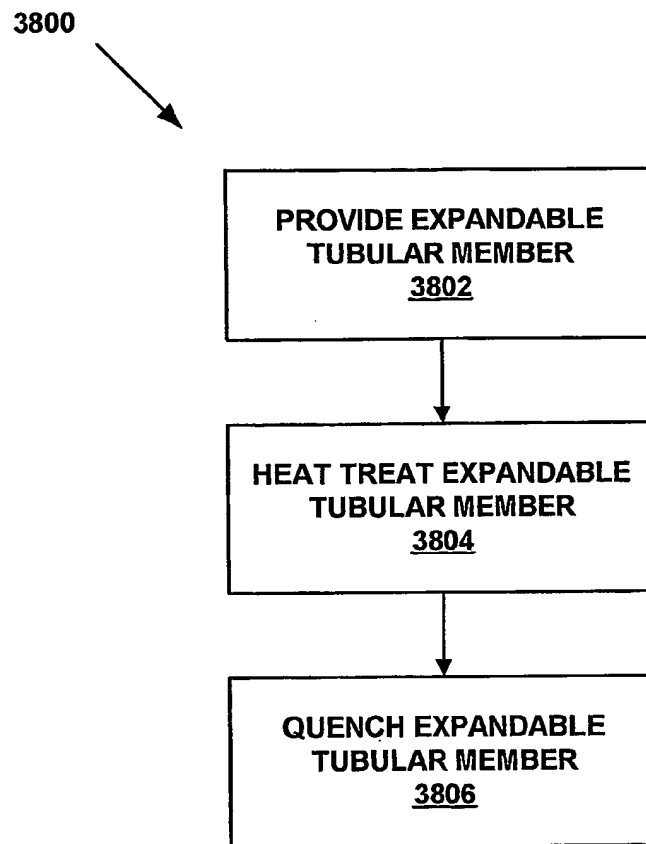 3800
PROVIDE EXPANDABLE
TUBULAR MEMBER
3802
HEAT TREAT EXPANDABLE
TUBULAR MEMBER
3804
QUENCH EXPANDABLE
TUBULAR MEMBER
3806